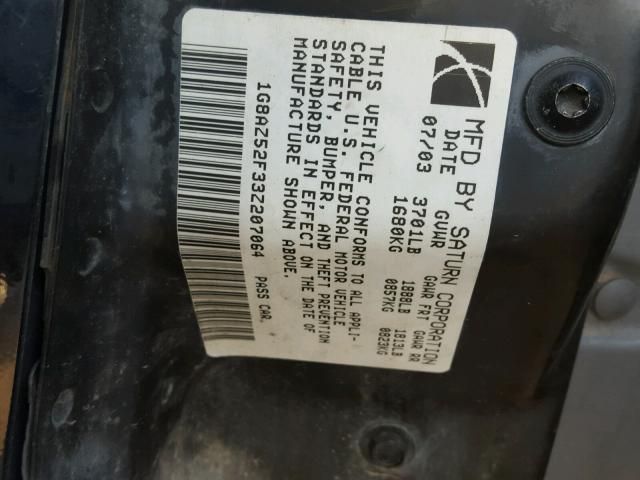 MFD BY SATURN CORPORATION
DATE GVWR GAWR FRT GAWR RR
07/03 3701LB 1888LB 1813LB
1680KG 0857KG 0823KG
THIS VEHICLE CONFORMS TO ALL APPLI-
CABLE U.S. FEDERAL MOTOR VEHICLE
SAFETY, BUMPER, AND THEFT PREVENTION
STANDARDS IN EFFECT ON THE DATE OF
MANUFACTURE SHOWN ABOVE.
1G8AZ52F33Z207064 PASS CAR.